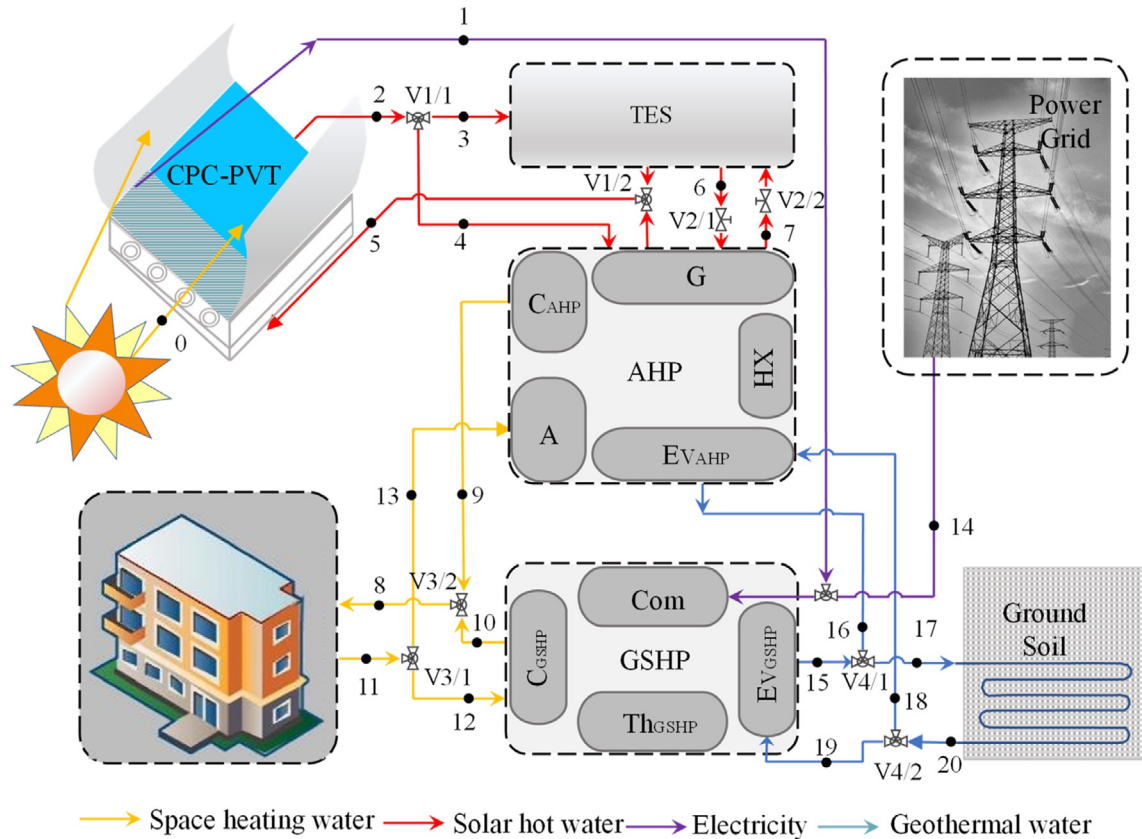 1
2
V1/1
3
TES
Power
Grid
CPC-PVT
V1/2
6
V2/2
V2/1
5
4
7
G
0
CAHP
AHP
HX
A
EVAHP
13
9
14
8
V3/2
10
Com
Ground
Soil
11
V3/1
12
CGSHP
GSHP
EVGSHP
ThGSHP
15
16
17
V4/1
18
19
V4/2
20
Space heating water
Solar hot water
Electricity
Geothermal water